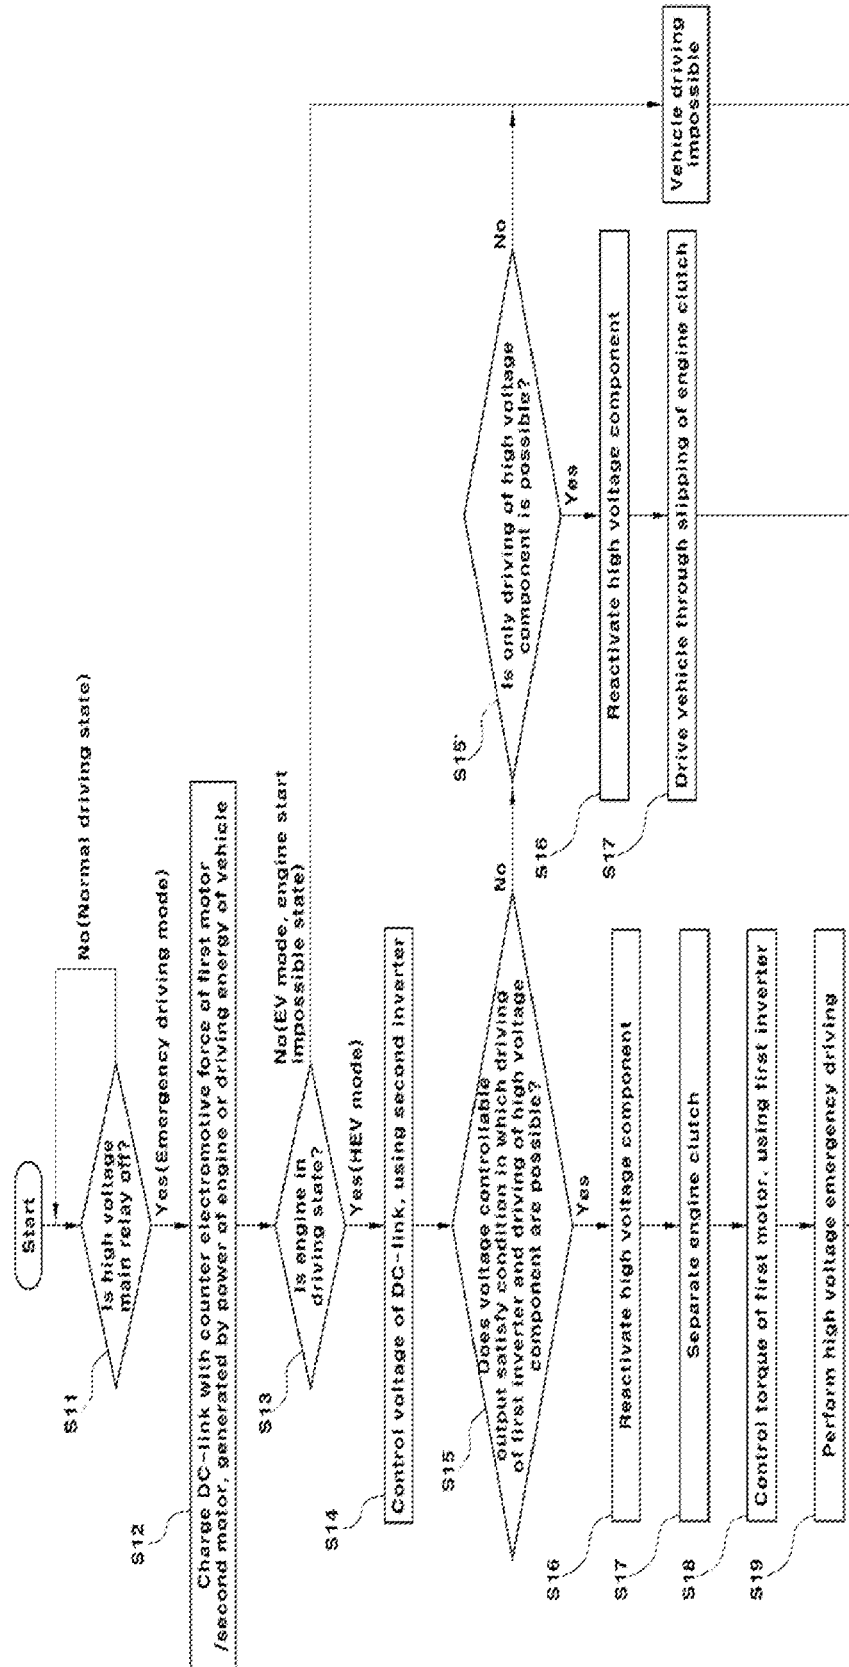 Start
S11
Is high voltage
main relay off?
No(Normal driving state)
Yes(Emergency driving mode)
S12
Charge DC-link with counter electromotive force of first motor
/second motor, generated by power of engine or driving energy of vehicle
S13
Is engine in
driving state?
No(EV mode, engine start
impossible state)
Yes(HEV mode)
S14
Control voltage of DC-link, using second inverter
S15
Does voltage controllable
output satisfy condition in which driving
of first inverter and driving of high voltage
component are possible?
No
Yes
S15'
Is only driving of high voltage
component is possible?
No
Yes
S16
Reactivate high voltage component
S17
Separate engine clutch
S18
Control torque of first motor, using first inverter
S19
Perform high voltage emergency driving
S16
Reactivate high voltage component
S17
Drive vehicle through slipping of engine clutch
Vehicle driving
impossible